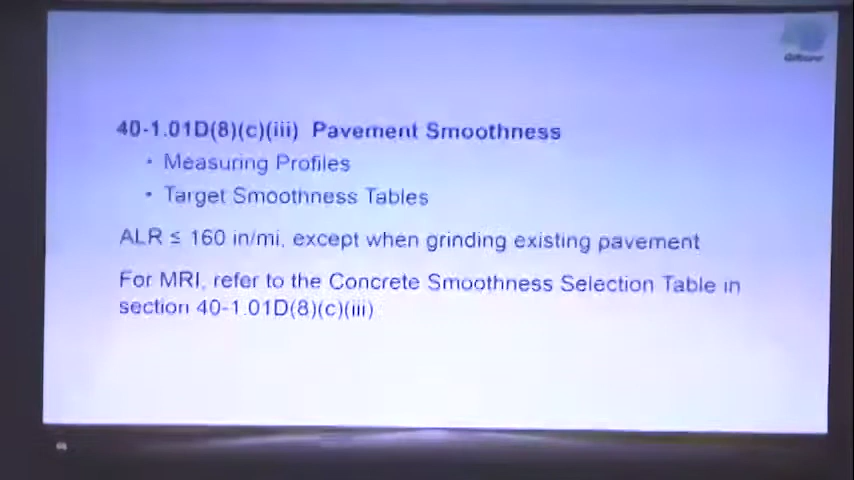 40-1.01D(8)(c)(iii) Pavement Smoothness
• Measuring Profiles
• Target Smoothness Tables
ALR ≤ 160 in/mi, except when grinding existing pavement
For MRI, refer to the Concrete Smoothness Selection Table in
section 40-1.01D(8)(c)(iii)